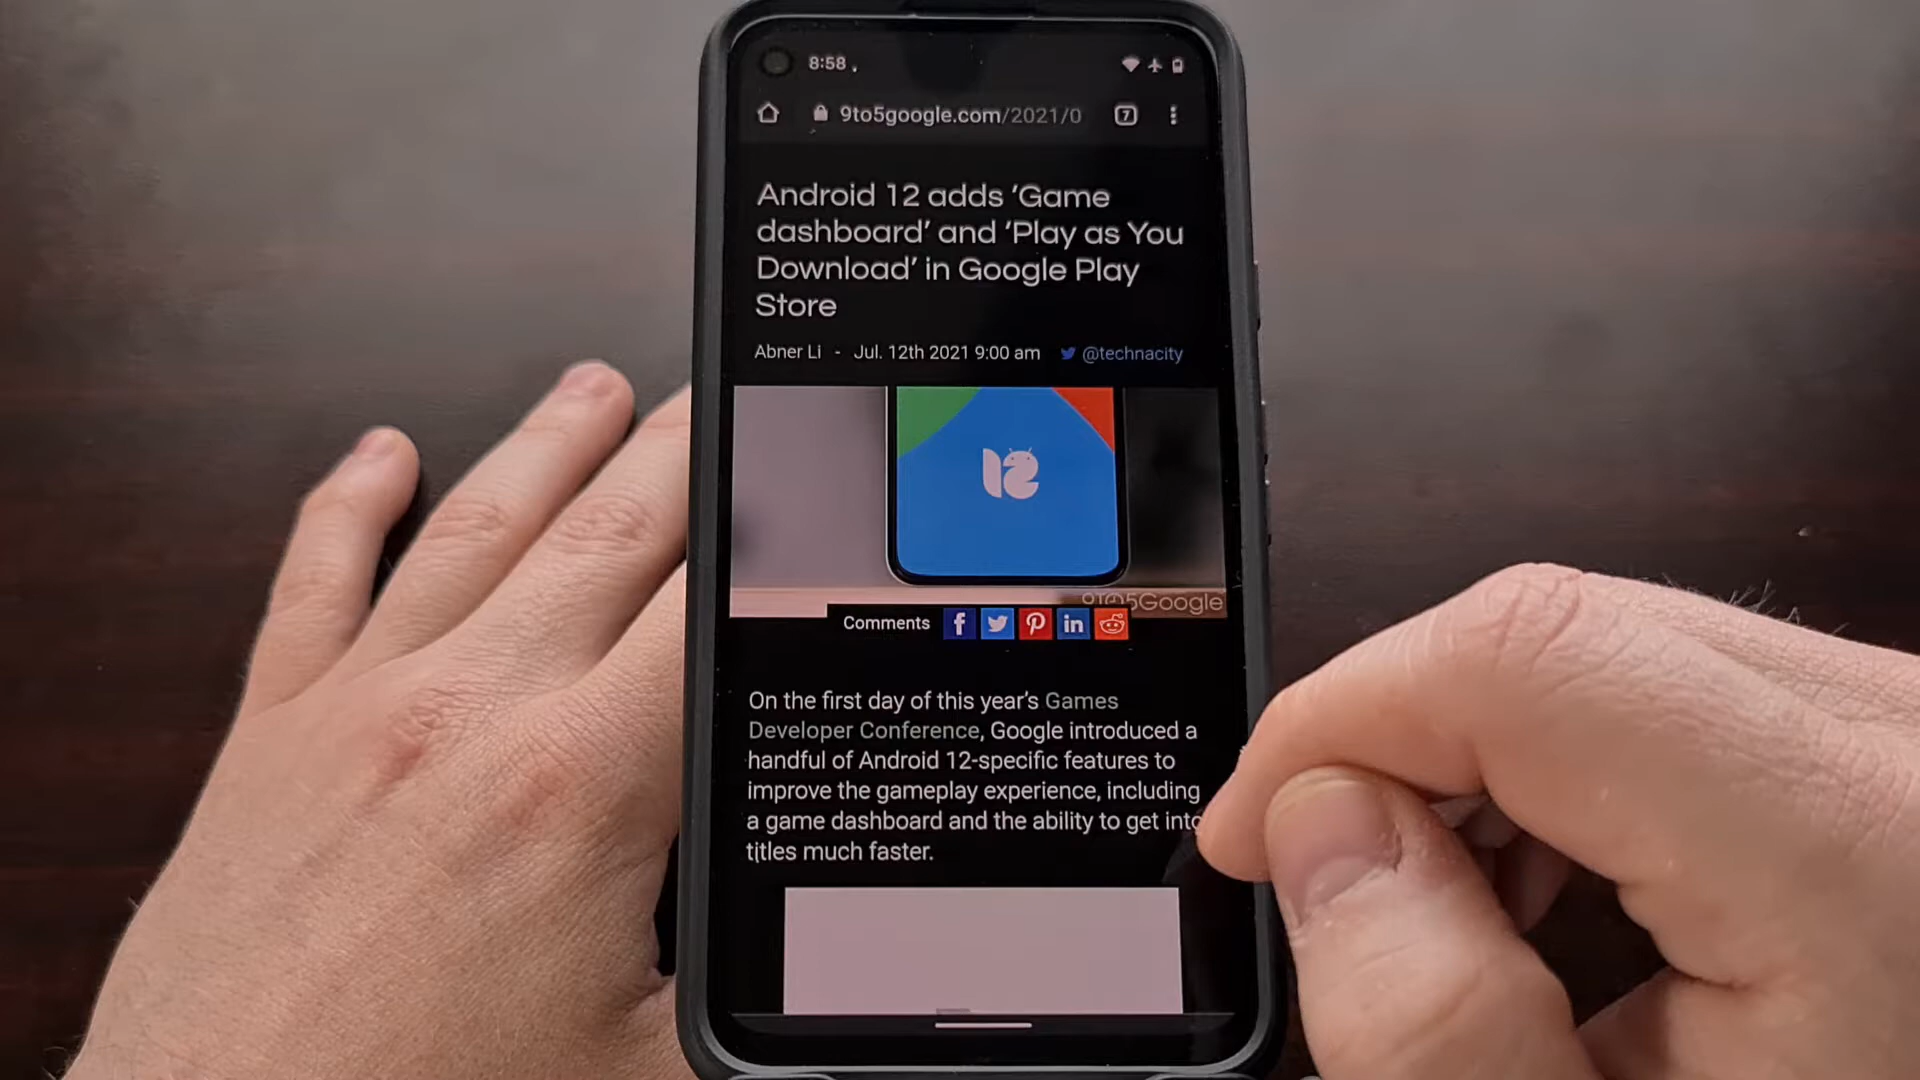 8:58
9to5google.com/2021/0
7
Android 12 adds ‘Game
dashboard’ and ‘Play as You
Download’ in Google Play
Store
Abner Li - Jul. 12th 2021 9:00 am @technacity
12
9TO5Google
Comments
On the first day of this year’s Games
Developer Conference, Google introduced a
handful of Android 12-specific features to
improve the gameplay experience, including
a game dashboard and the ability to get into
titles much faster.